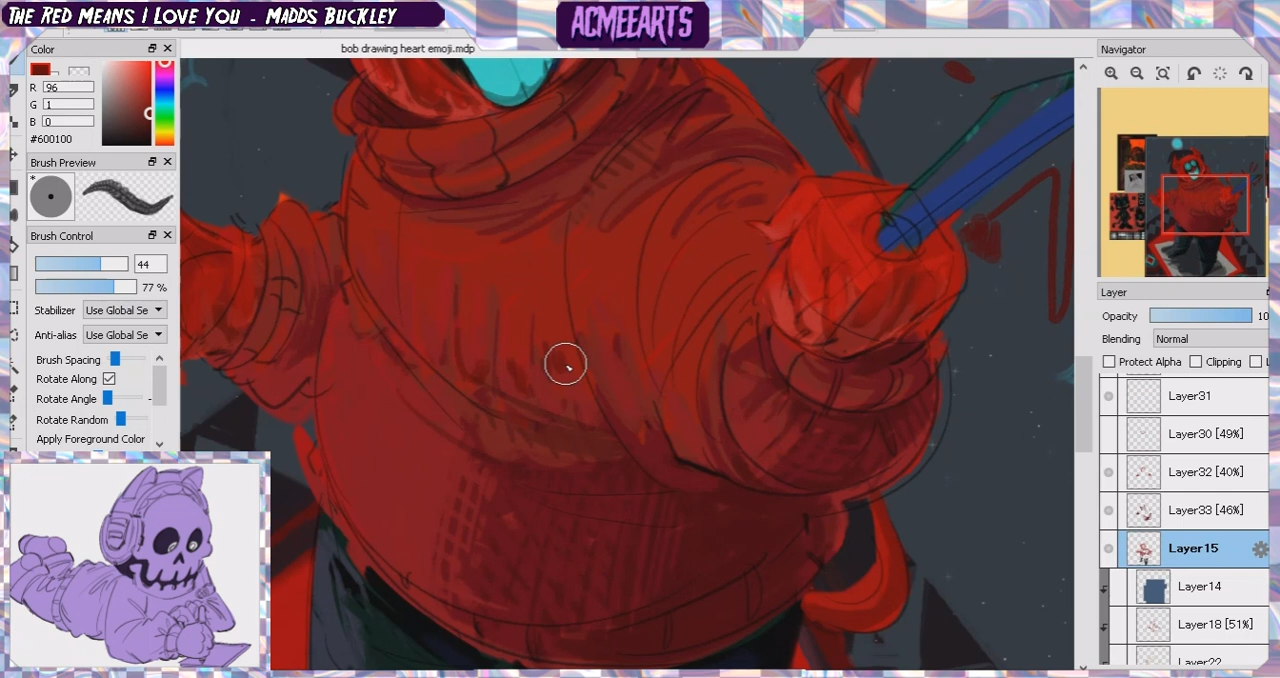 THE RED MEANS I LOVE YOU - MADDS BUCKLEY
ACMEEARTS
Color
bob drawing heart emoji.mdp
Navigator
R 96
G 1
B 0
#600100
Brush Preview
*
Brush Control
44
77 %
Stabilizer Use Global Se
Anti-alias Use Global Se
Brush Spacing
Rotate Along
Rotate Angle
Rotate Random
Apply Foreground Color
Layer
Opacity 10
Blending Normal
Protect Alpha Clipping L
Layer31
Layer30 [49%]
Layer32 [40%]
Layer33 [46%]
Layer15
Layer14
Layer18 [51%]
Layer22